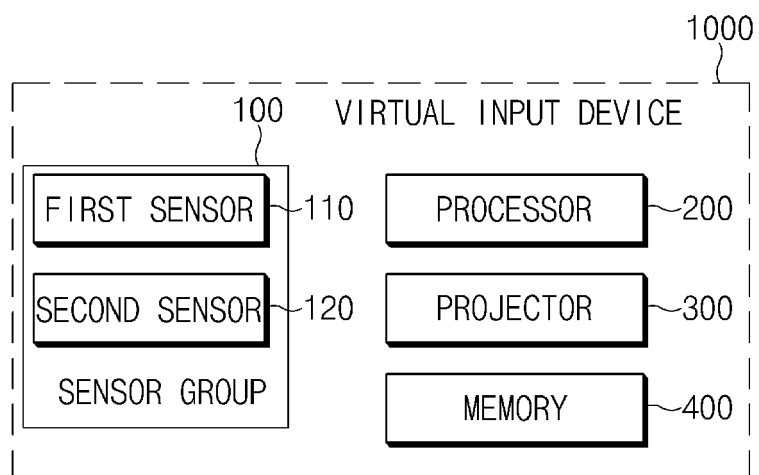 1000
100
VIRTUAL INPUT DEVICE
FIRST SENSOR
110
PROCESSOR
200
SECOND SENSOR
120
PROJECTOR
300
SENSOR GROUP
MEMORY
400